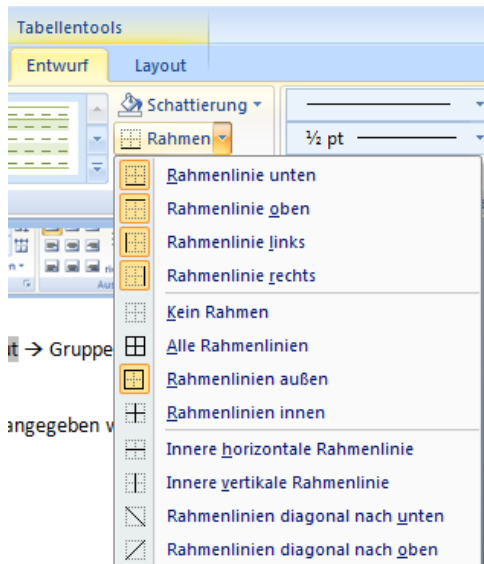 Tabellentools
Entwurf Layout
Schattierung
Rahmen ½ pt
Rahmenlinie unten
Rahmenlinie oben
Rahmenlinie links
Rahmenlinie rechts
Kein Rahmen
→ Gruppe
Alle Rahmenlinien
Rahmenlinien außen
Rahmenlinien innen
angegeben
Innere horizontale Rahmenlinie
Innere vertikale Rahmenlinie
Rahmenlinien diagonal nach unten
Rahmenlinien diagonal nach oben